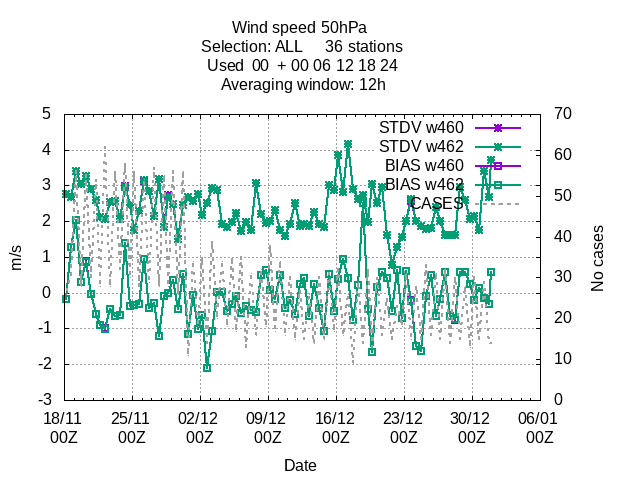 Wind speed 50hPa
Selection: ALL 36 stations
Used 00 + 00 06 12 18 24
Averaging window: 12h
5
4
3
2
1
0
-1
-2
-3
m/s
70
60
50
40
30
20
10
0
No cases
STDV w460
STDV w462
BIAS w460
BIAS w462
CASES
18/11 25/11 02/12 09/12 16/12 23/12 30/12 06/01
00Z 00Z 00Z 00Z 00Z 00Z 00Z 00Z
Date